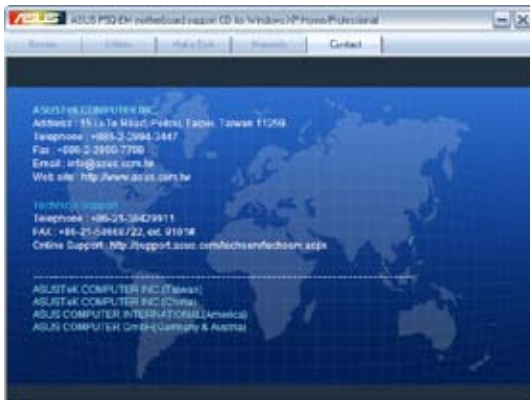 ASUS P5Q-EM motherboard support CD for Windows XP Home/Professional
Drivers Utilities Make Disk Manuals Contact
ASUSTeK COMPUTER INC.
Address : 15 Li-Te Road, Peitou, Taipei, Taiwan 11259
Telephone : +886-2-2894-3447
Fax : +886-2-2890-7798
Email : info@asus.com.tw
Web site : http://www.asus.com.tw
Technical Support
Telephone : +86-21-38429911
FAX : +86-21-58668722, ext. 9101#
Online Support : http://support.asus.com/techserv/techserv.aspx
ASUSTeK COMPUTER INC.(Taiwan)
ASUSTeK COMPUTER INC.(China)
ASUS COMPUTER INTERNATIONAL(America)
ASUS COMPUTER GmbH(Germany & Austria)